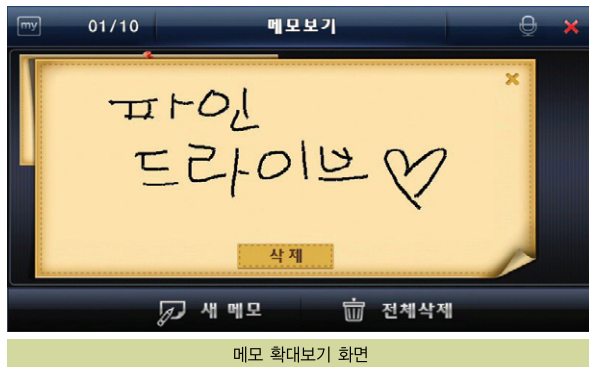 my 01/10 메모보기
파인
드라이브
삭제
새 메모 전체삭제
메모 확대보기 화면